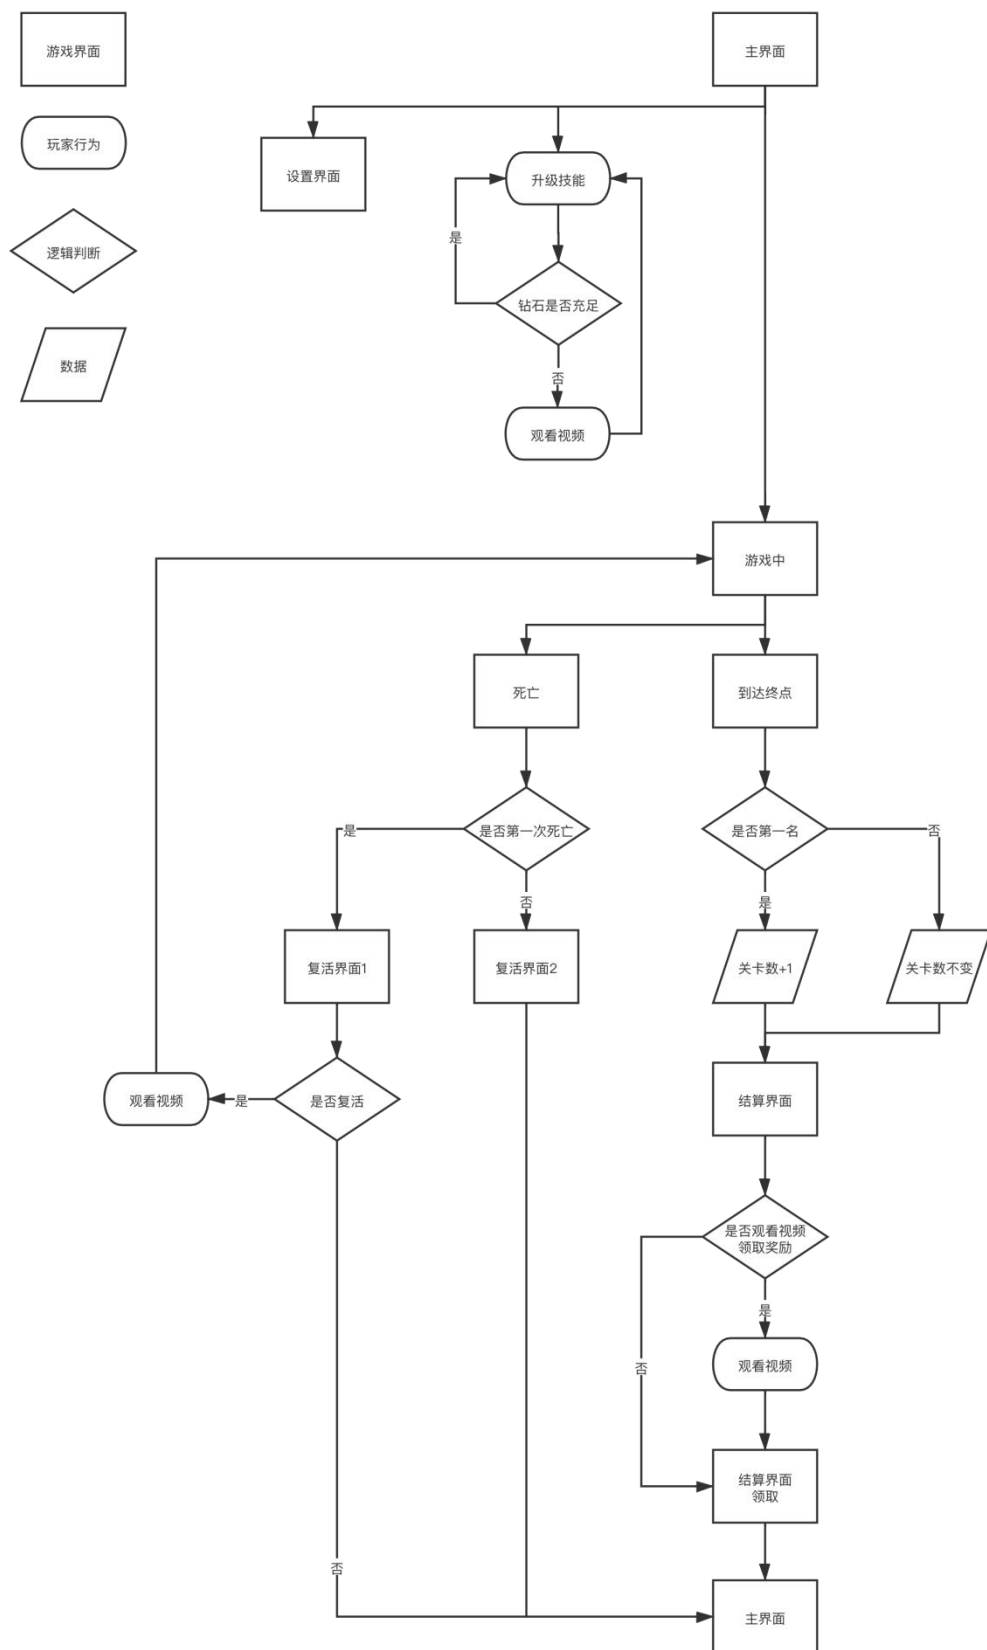 游戏界面
主界面
玩家行为
设置界面
升级技能
是
逻辑判断
钻石是否充足
数据
否
观看视频
游戏中
死亡
到达终点
是
是否第一次死亡
是否第一名
否
否
是
复活界面1
复活界面2
关卡数+1
关卡数不变
观看视频
是
是否复活
结算界面
是否观看视频
领取奖励
是
否
观看视频
结算界面
领取
否
主界面